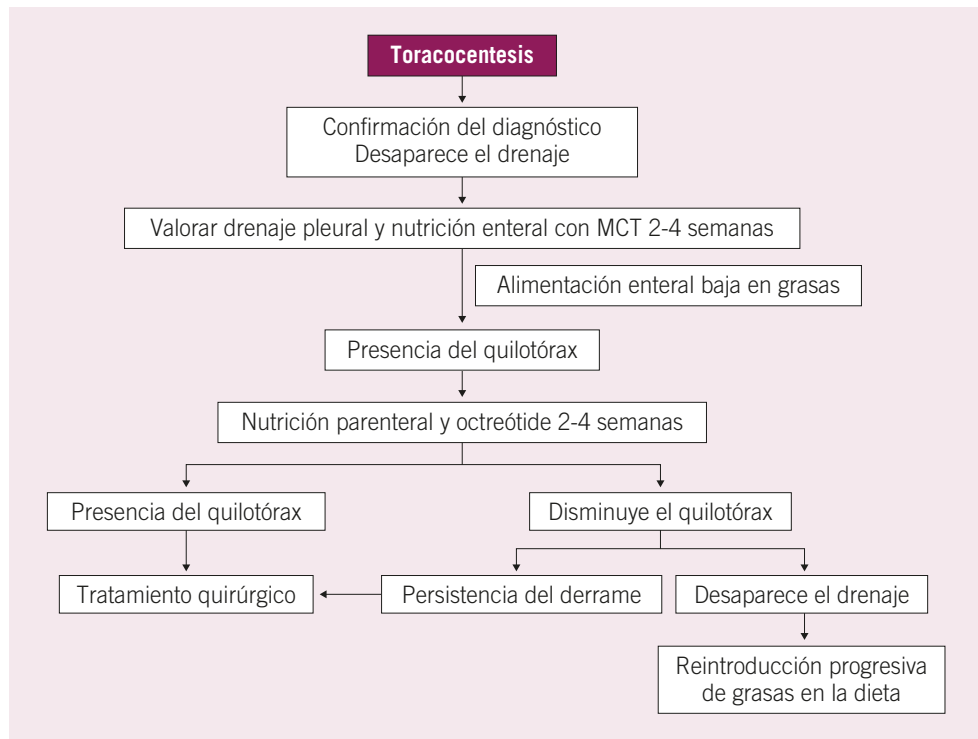 Toracocentesis
Confirmación del diagnóstico
Desaparece el drenaje
Valorar drenaje pleural y nutrición enteral con MCT 2-4 semanas
Alimentación enteral baja en grasas
Presencia del quilotórax
Nutrición parenteral y octreótide 2-4 semanas
Presencia del quilotórax
Disminuye el quilotórax
Tratamiento quirúrgico
Persistencia del derrame
Desaparece el drenaje
Reintroducción progresiva
de grasas en la dieta